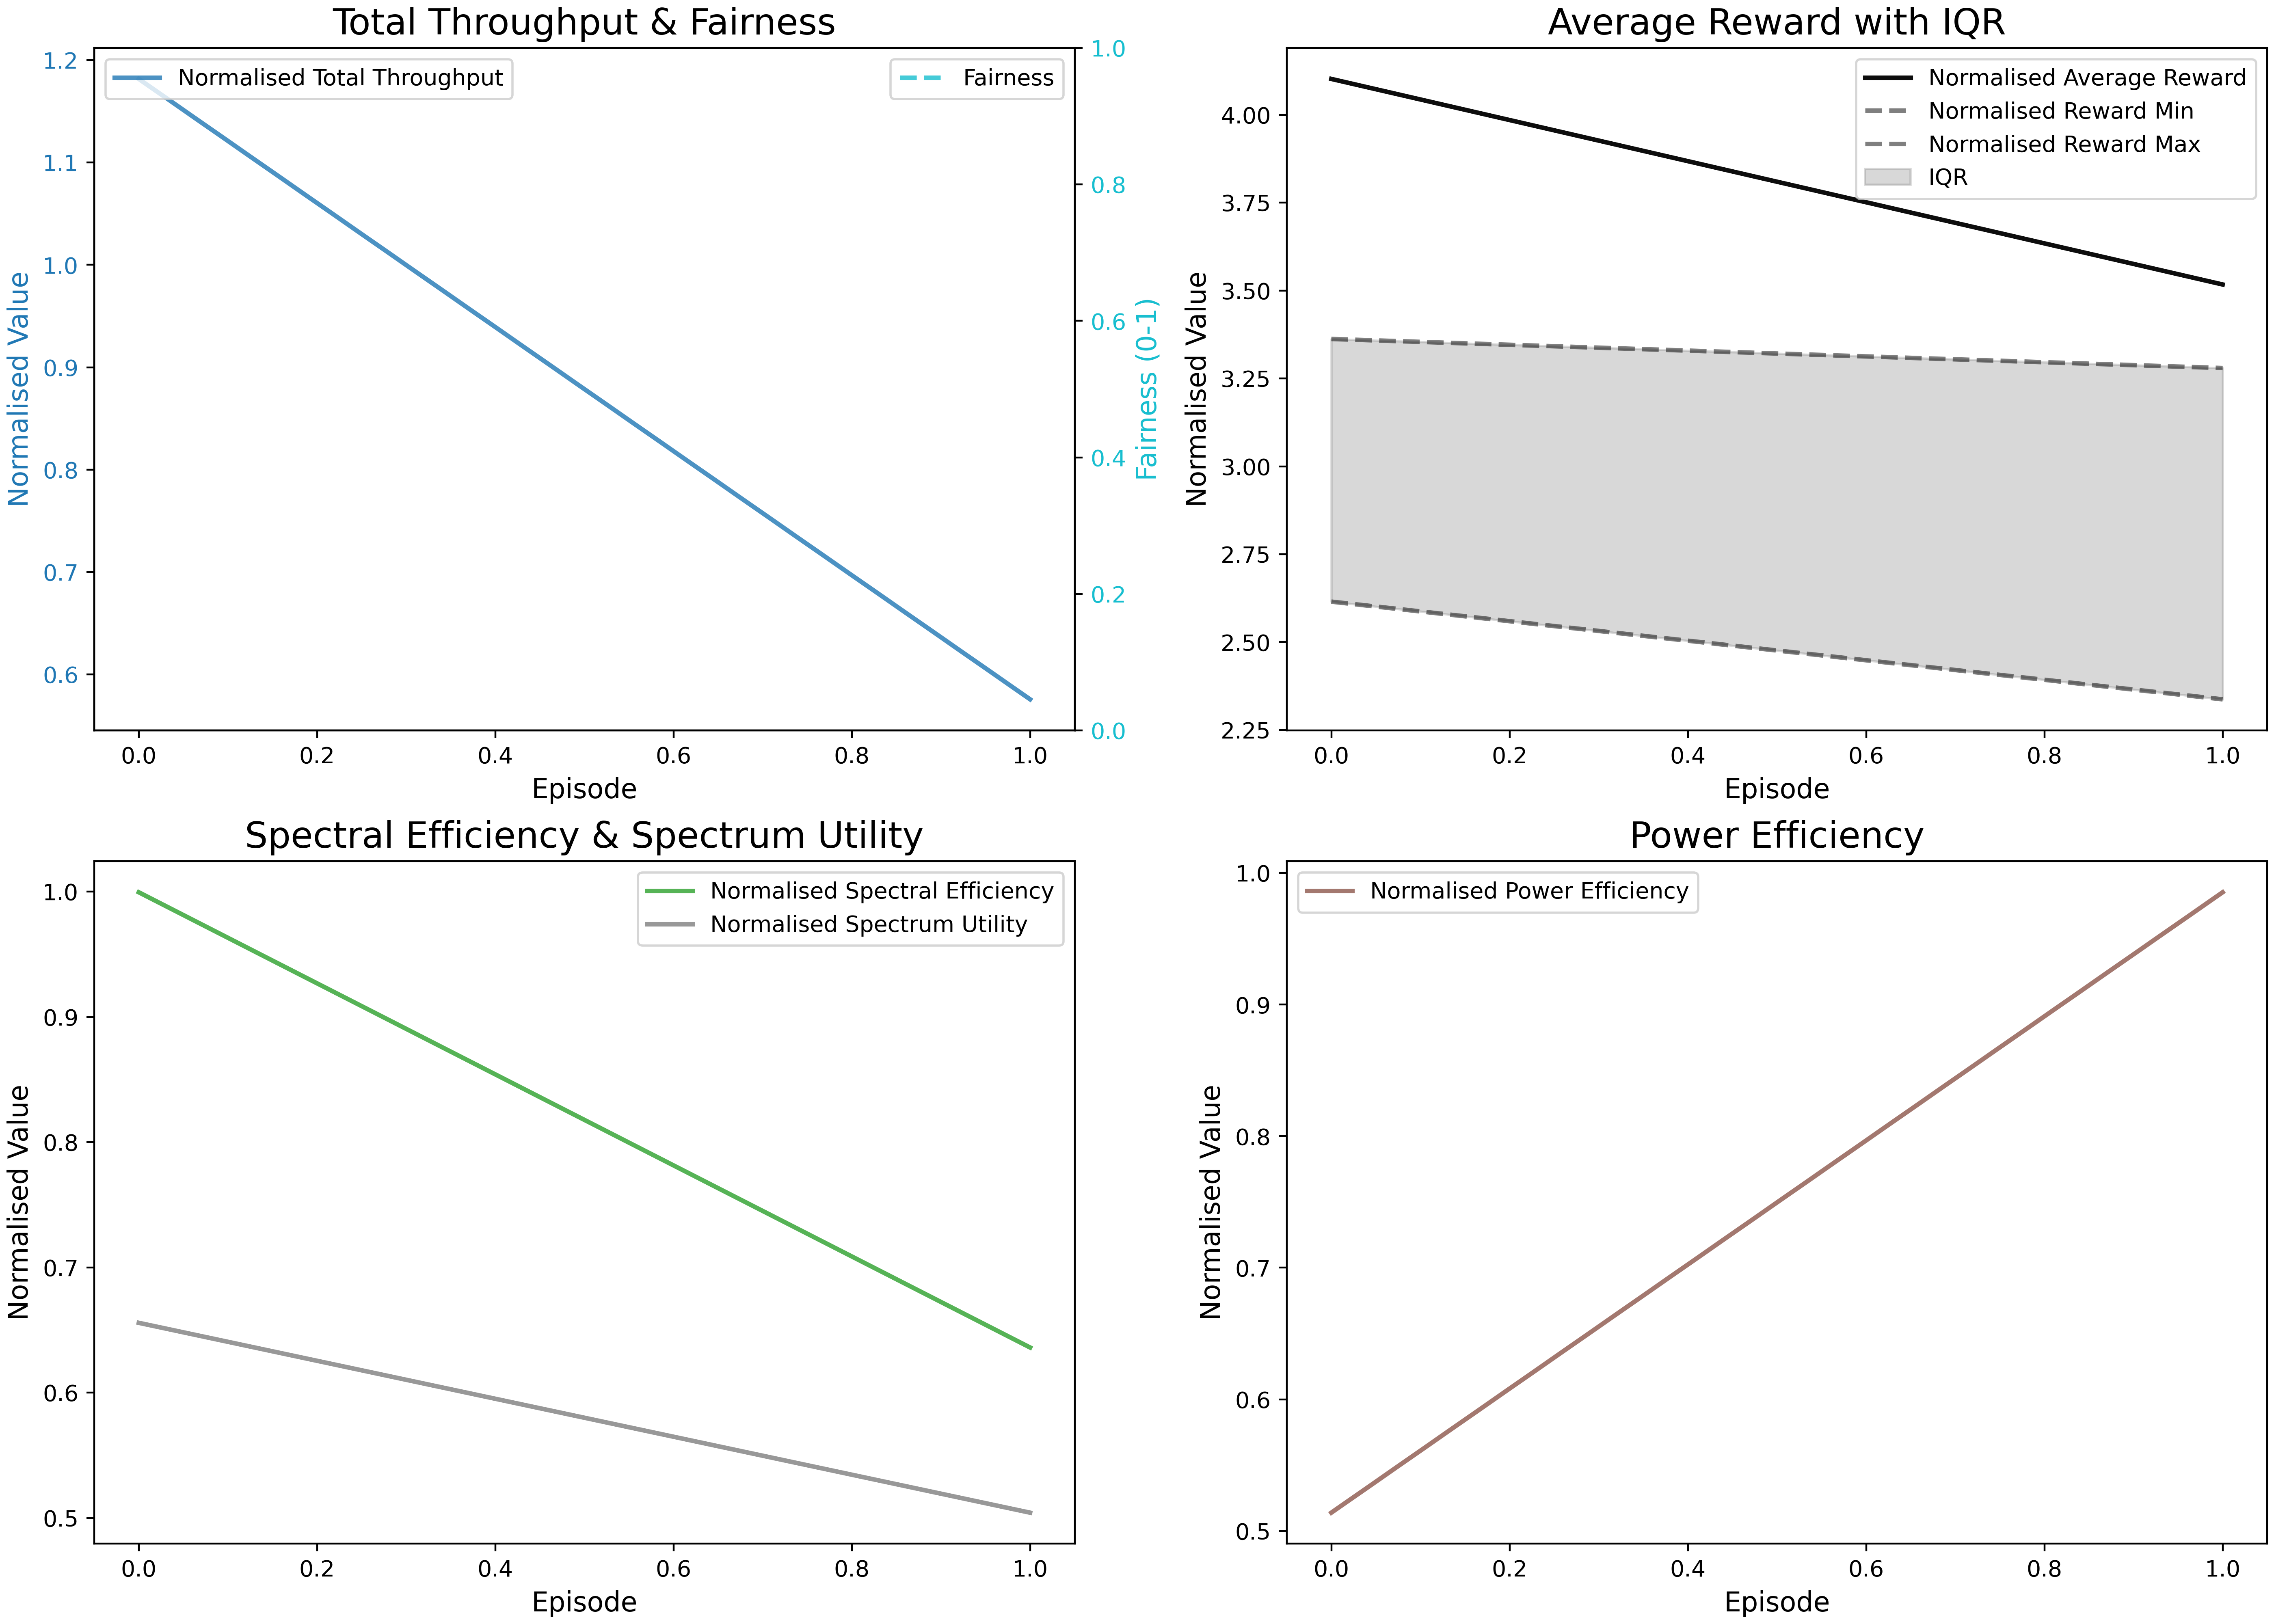 Total Throughput & Fairness
Normalised Total Throughput
Fairness
1.2
1.1
1.0
0.9
0.8
0.7
0.6
Normalised Value
1.0
0.8
0.6
0.4
0.2
0.0
Fairness (0-1)
0.0 0.2 0.4 0.6 0.8 1.0
Episode
Average Reward with IQR
Normalised Average Reward
Normalised Reward Min
Normalised Reward Max
IQR
4.00
3.75
3.50
3.25
3.00
2.75
2.50
2.25
Normalised Value
0.0 0.2 0.4 0.6 0.8 1.0
Episode
Spectral Efficiency & Spectrum Utility
Normalised Spectral Efficiency
Normalised Spectrum Utility
1.0
0.9
0.8
0.7
0.6
0.5
Normalised Value
0.0 0.2 0.4 0.6 0.8 1.0
Episode
Power Efficiency
Normalised Power Efficiency
1.0
0.9
0.8
0.7
0.6
0.5
Normalised Value
0.0 0.2 0.4 0.6 0.8 1.0
Episode